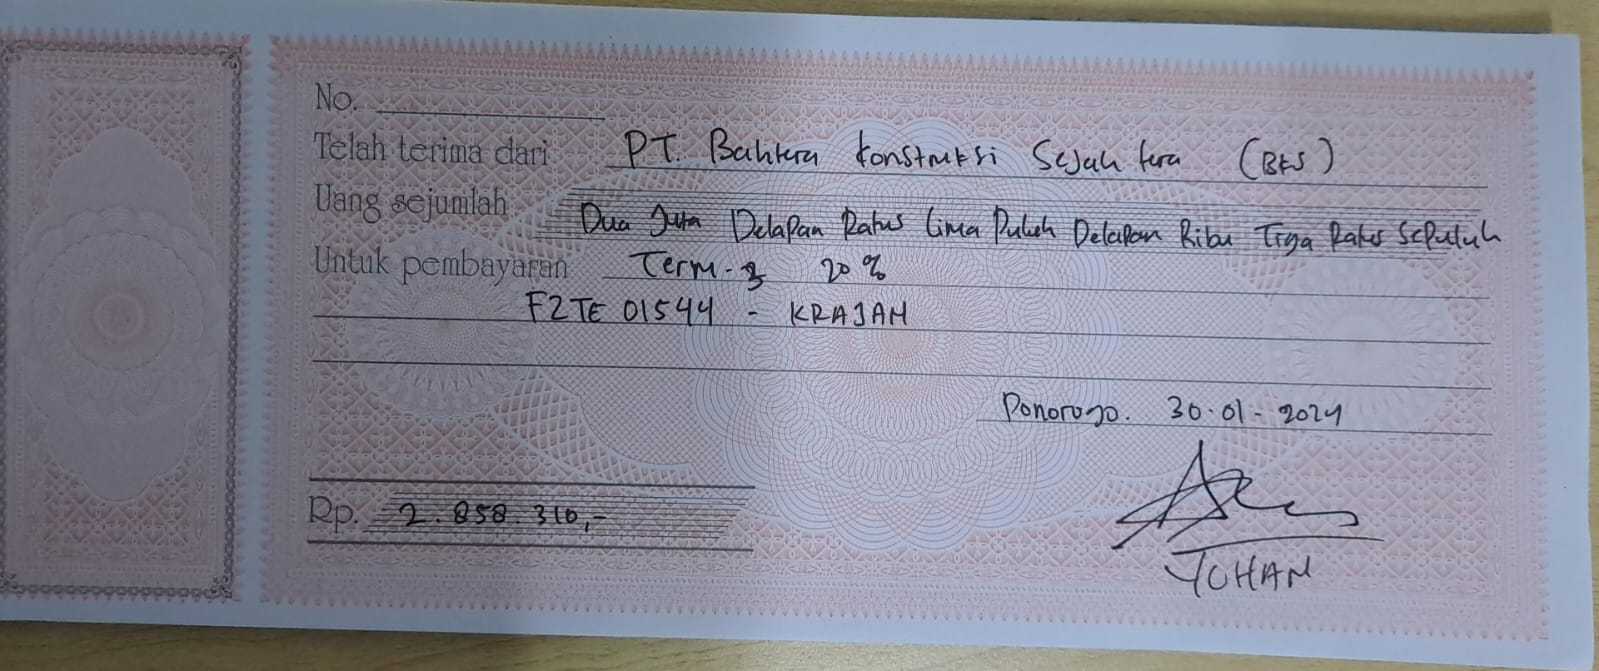 No.
Telah terima dari PT. Bahtera Konstruksi Sejahtera (BKS)
Uang sejumlah Dua Juta Delapan Ratus Lima Puluh Delapan Ribu Tiga Ratus Sepuluh
Untuk pembayaran Term-3 20%
F2TE 01544 - KRAJAN
Ponorogo. 30-01-2024
Rp. 2.858.310,-
YOHAN